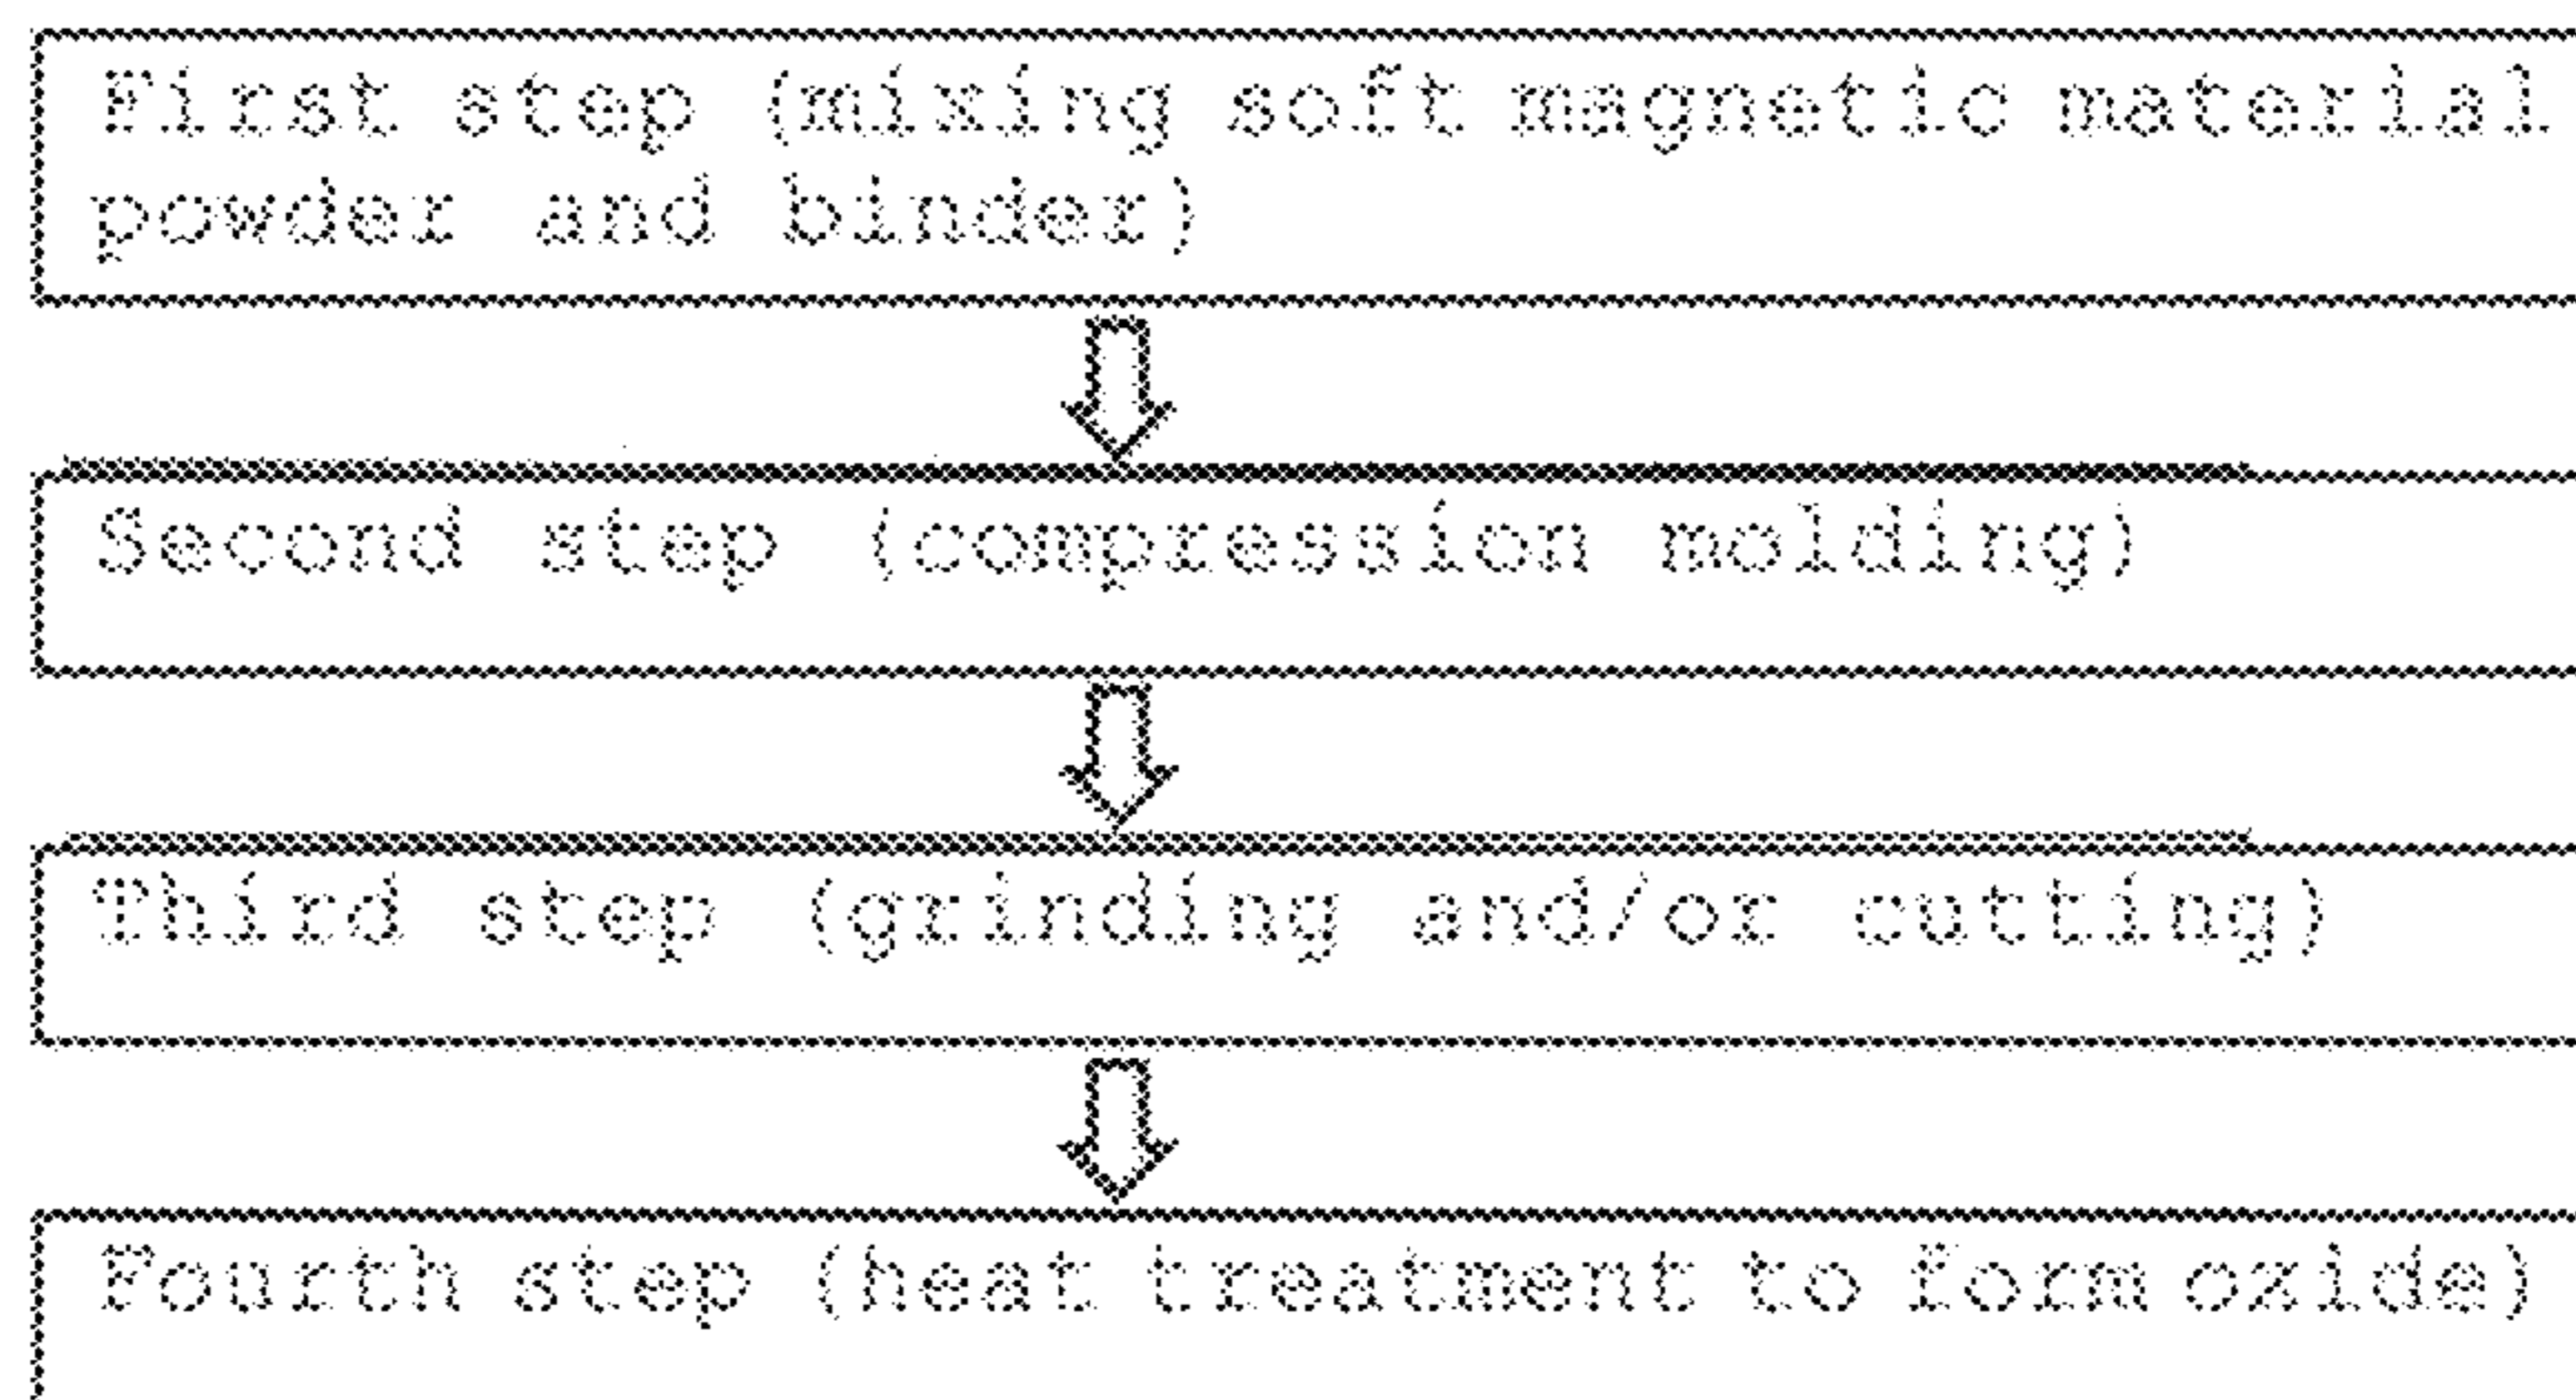 First step (mixing soft magnetic material
powder and binder)
Second step (compression molding)
Third step (grinding and/or cutting)
Fourth step (heat treatment to form oxide)